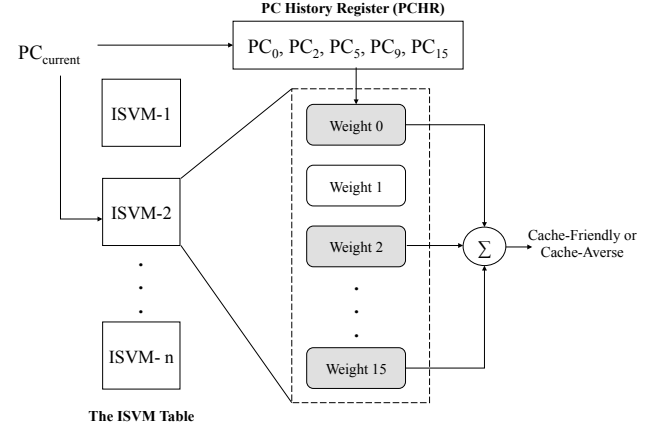 PC History Register (PCHR)
PC0, PC2, PC5, PC9, PC15
PCcurrent
ISVM-1
Weight 0
Weight 1
ISVM-2
Weight 2
∑
Cache-Friendly or
Cache-Averse
ISVM- n
Weight 15
The ISVM Table